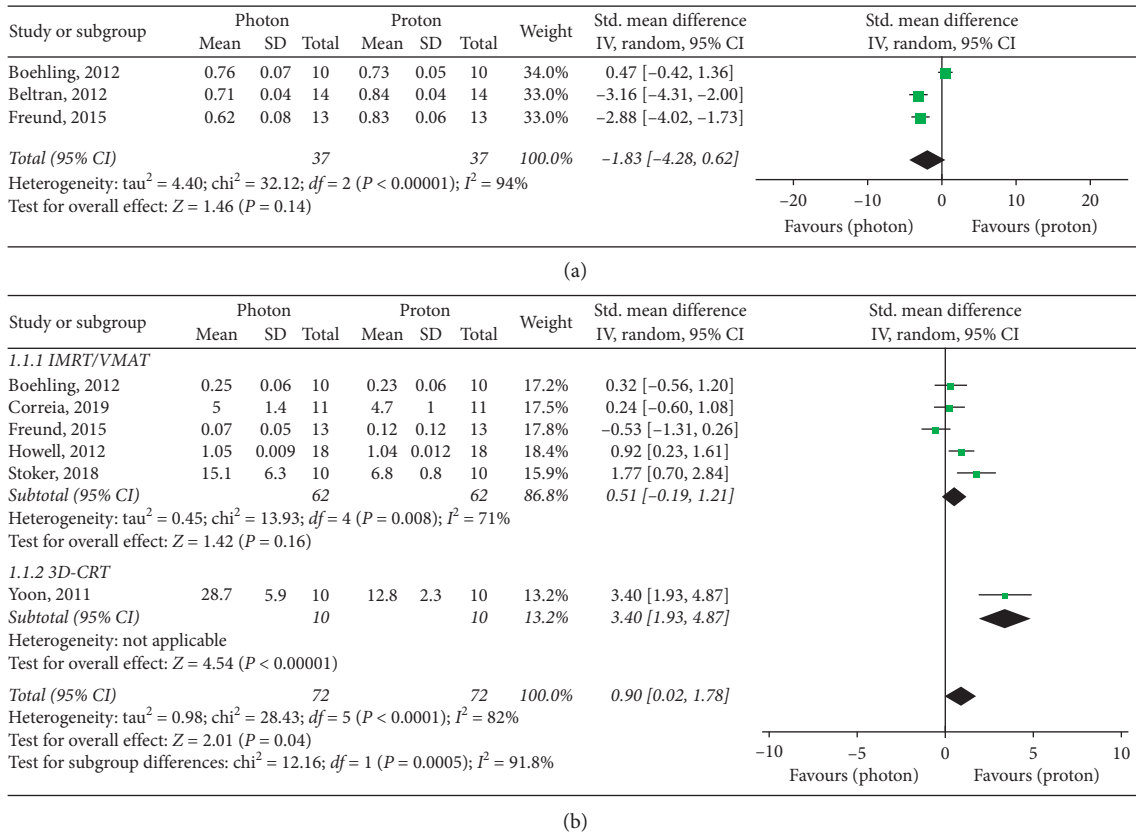 Study or subgroup Photon Proton Weight Std. mean difference Std. mean difference
Mean SD Total Mean SD Total IV, random, 95% CI IV, random, 95% CI
Boehling, 2012 0.76 0.07 10 0.73 0.05 10 34.0% 0.47 [–0.42, 1.36]
Beltran, 2012 0.71 0.04 14 0.84 0.04 14 33.0% –3.16 [–4.31, –2.00]
Freund, 2015 0.62 0.08 13 0.83 0.06 13 33.0% –2.88 [–4.02, –1.73]
Total (95% CI) 37 37 100.0% –1.83 [–4.28, 0.62]
Heterogeneity: tau² = 4.40; chi² = 32.12; df = 2 (P < 0.00001); I² = 94%
Test for overall effect: Z = 1.46 (P = 0.14)
–20 –10 0 10 20
Favours (photon) Favours (proton)
(a)
Study or subgroup Photon Proton Weight Std. mean difference Std. mean difference
Mean SD Total Mean SD Total IV, random, 95% CI IV, random, 95% CI
1.1.1 IMRT/VMAT
Boehling, 2012 0.25 0.06 10 0.23 0.06 10 17.2% 0.32 [–0.56, 1.20]
Correia, 2019 5 1.4 11 4.7 1 11 17.5% 0.24 [–0.60, 1.08]
Freund, 2015 0.07 0.05 13 0.12 0.12 13 17.8% –0.53 [–1.31, 0.26]
Howell, 2012 1.05 0.009 18 1.04 0.012 18 18.4% 0.92 [0.23, 1.61]
Stoker, 2018 15.1 6.3 10 6.8 0.8 10 15.9% 1.77 [0.70, 2.84]
Subtotal (95% CI) 62 62 86.8% 0.51 [–0.19, 1.21]
Heterogeneity: tau² = 0.45; chi² = 13.93; df = 4 (P = 0.008); I² = 71%
Test for overall effect: Z = 1.42 (P = 0.16)
1.1.2 3D-CRT
Yoon, 2011 28.7 5.9 10 12.8 2.3 10 13.2% 3.40 [1.93, 4.87]
Subtotal (95% CI) 10 10 13.2% 3.40 [1.93, 4.87]
Heterogeneity: not applicable
Test for overall effect: Z = 4.54 (P < 0.00001)
Total (95% CI) 72 72 100.0% 0.90 [0.02, 1.78]
Heterogeneity: tau² = 0.98; chi² = 28.43; df = 5 (P < 0.0001); I² = 82%
Test for overall effect: Z = 2.01 (P = 0.04)
Test for subgroup differences: chi² = 12.16; df = 1 (P = 0.0005); I² = 91.8%
–10 –5 0 5 10
Favours (photon) Favours (proton)
(b)